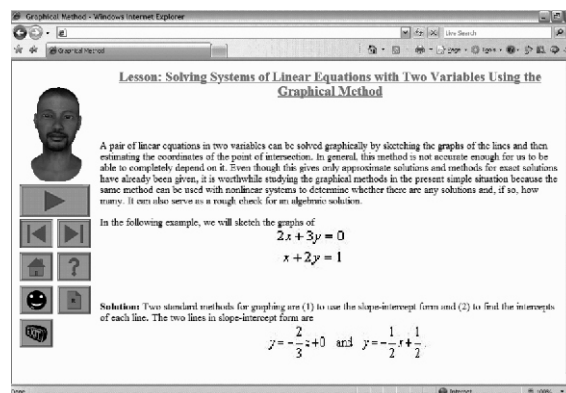 Graphical Method - Windows Internet Explorer
Live Search
Graphical Method
Lesson: Solving Systems of Linear Equations with Two Variables Using the
Graphical Method
A pair of linear equations in two variables can be solved graphically by sketching the graphs of the lines and then
estimating the coordinates of the point of intersection. In general, this method is not accurate enough for us to be
able to completely depend on it. Even though this gives only approximate solutions and methods for exact solutions
have already been given, it is worthwhile studying the graphical methods in the present simple situation because the
same method can be used with nonlinear systems to determine whether there are any solutions and, if so, how
many. It can also serve as a rough check for an algebraic solution.
In the following example, we will sketch the graphs of
2x + 3y = 0
x + 2y = 1
?
Solution: Two standard methods for graphing are (1) to use the slope-intercept form and (2) to find the intercepts
of each line. The two lines in slope-intercept form are
y = -2/3 x + 0 and y = -1/2 x + 1/2.
EXIT
Done
Internet
100%